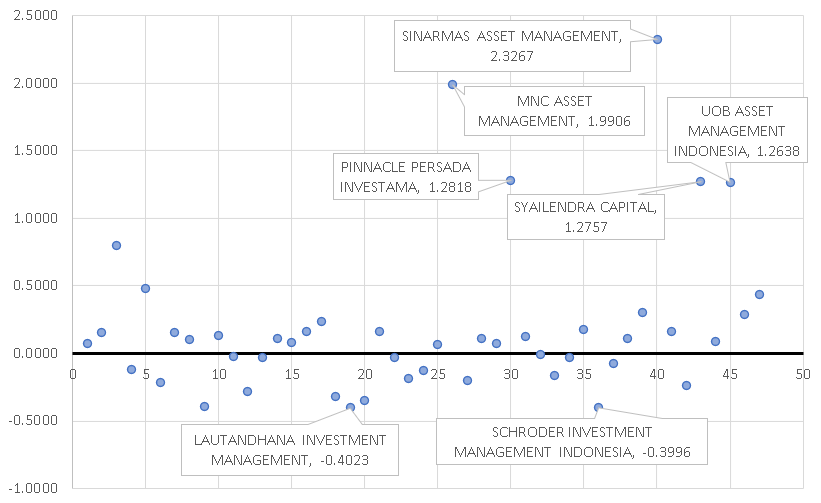 2.5000
SINARMAS ASSET MANAGEMENT,
2.3267
2.0000
MNC ASSET
MANAGEMENT, 1.9906
UOB ASSET
MANAGEMENT
INDONESIA, 1.2638
1.5000
PINNACLE PERSADA
INVESTAMA, 1.2818
SYAILENDRA CAPITAL,
1.2757
1.0000
0.5000
0.0000
0 5 10 15 20 25 30 35 40 45 50
-0.5000
LAUTANDHANA INVESTMENT
MANAGEMENT, -0.4023
SCHRODER INVESTMENT
MANAGEMENT INDONESIA, -0.3996
-1.0000